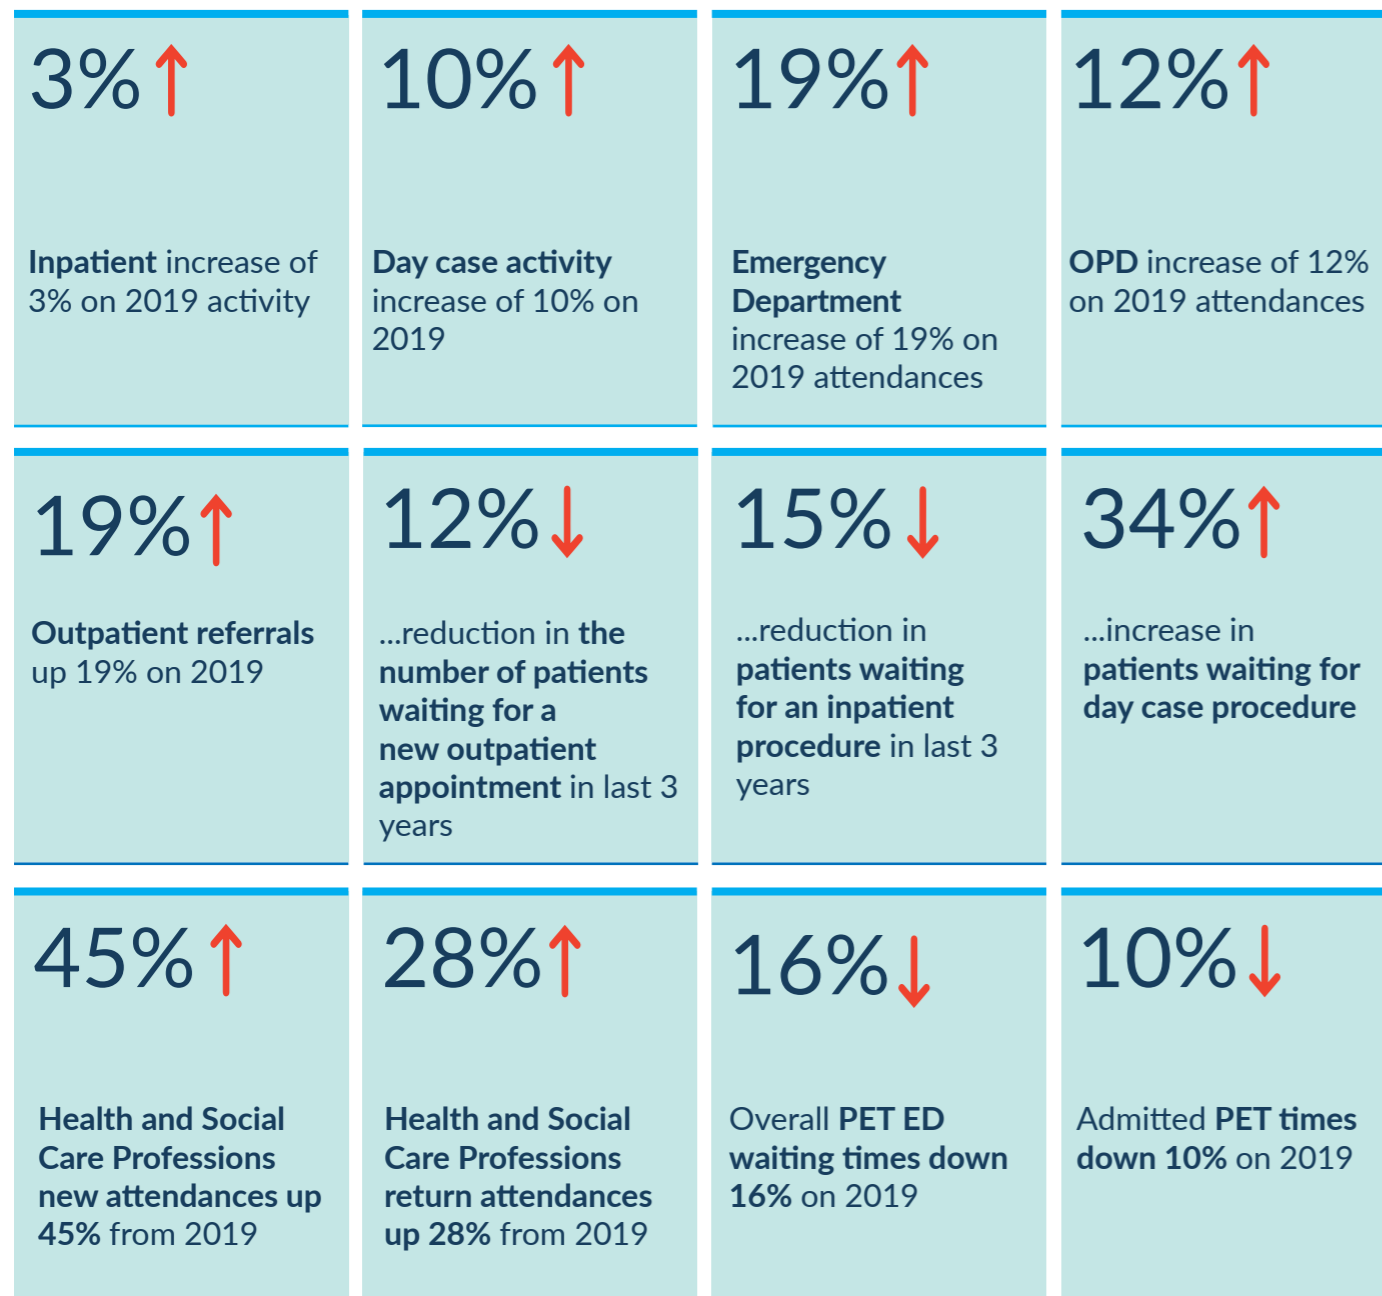 3%
Inpatient increase of
3% on 2019 activity
10%
Day case activity
increase of 10% on
2019
19%
Emergency
Department
increase of 19% on
2019 attendances
12%
OPD increase of 12%
on 2019 attendances
19%
Outpatient referrals
up 19% on 2019
12%
...reduction in the
number of patients
waiting for a
new outpatient
appointment in last 3
years
15%
...reduction in
patients waiting
for an inpatient
procedure in last 3
years
34%
...increase in
patients waiting for
day case procedure
45%
Health and Social
Care Professions
new attendances up
45% from 2019
28%
Health and Social
Care Professions
return attendances
up 28% from 2019
16%
Overall PET ED
waiting times down
16% on 2019
10%
Admitted PET times
down 10% on 2019